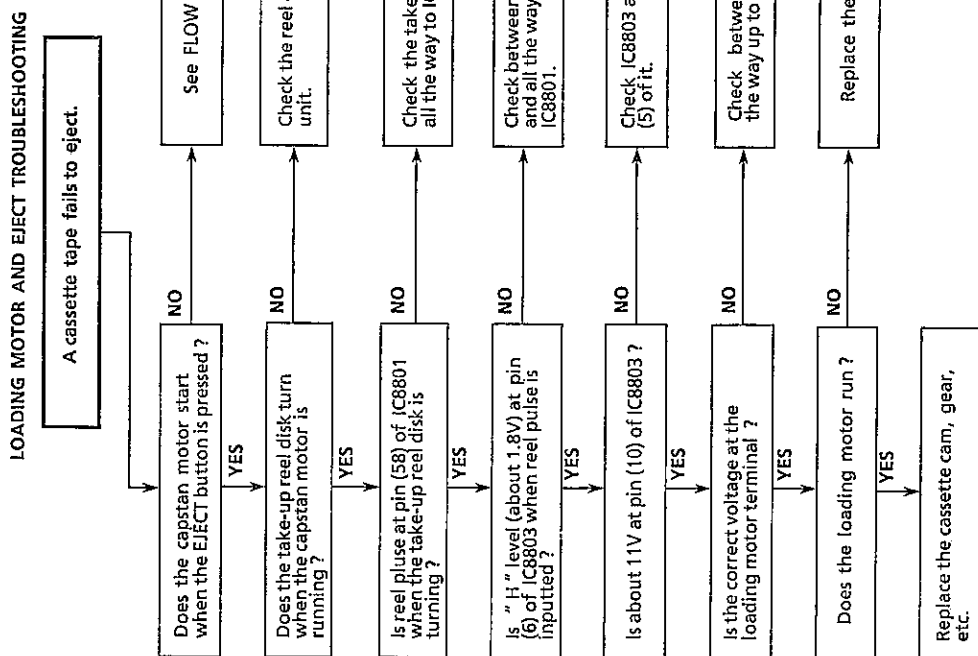 LOADING MOTOR AND EJECT TROUBLESHOOTING
A cassette tape fails to eject.
Does the capstan motor start
when the EJECT button is pressed ?
NO
See FLOW
YES
Does the take-up reel disk turn
when the capstan motor is
running ?
NO
Check the reel
unit.
YES
Is reel pluse at pin (58) of IC8801
when the take-up reel disk is
turning ?
NO
Check the take
all the way to
YES
Is " H " level (about 1.8V) at pin
(6) of IC8803 when reel pulse is
inputted ?
NO
Check between
and all the way
IC8801.
YES
Is about 11V at pin (10) of IC8803 ?
NO
Check IC8803
(5) of it.
YES
Is the correct voltage at the
loading motor terminal ?
NO
Check betwe
the way up to
YES
Does the loading motor run ?
NO
Replace the
YES
Replace the cassette cam, gear,
etc.